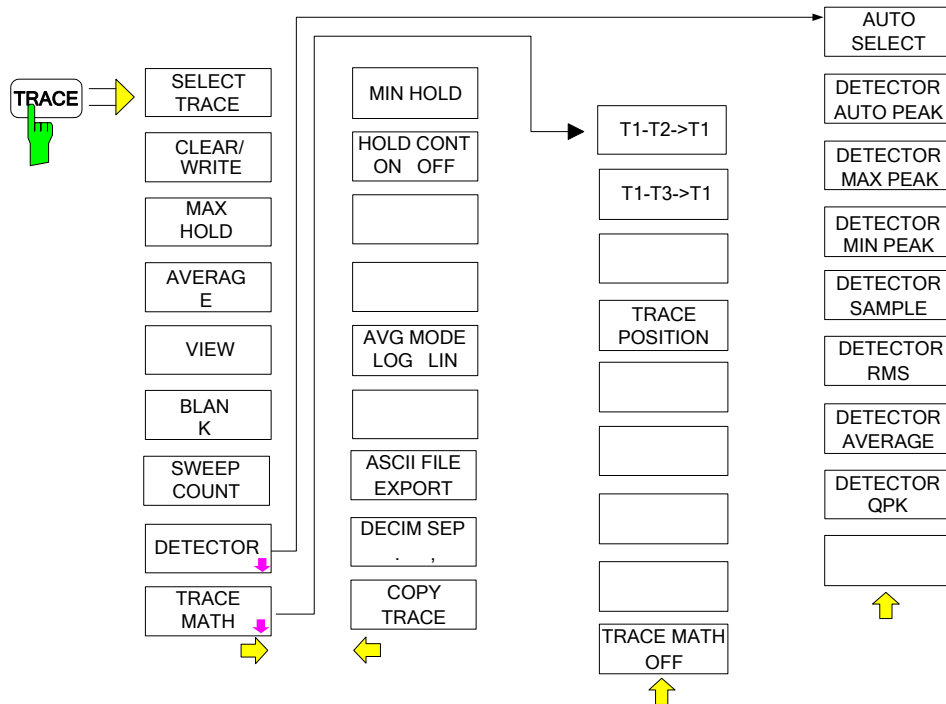 TRACE
SELECT
TRACE
CLEAR/
WRITE
MAX
HOLD
AVERAG
E
VIEW
BLAN
K
SWEEP
COUNT
DETECTOR
TRACE
MATH
MIN HOLD
HOLD CONT
ON OFF
AVG MODE
LOG LIN
ASCII FILE
EXPORT
DECIM SEP
. ,
COPY
TRACE
T1-T2->T1
T1-T3->T1
TRACE
POSITION
TRACE MATH
OFF
AUTO
SELECT
DETECTOR
AUTO PEAK
DETECTOR
MAX PEAK
DETECTOR
MIN PEAK
DETECTOR
SAMPLE
DETECTOR
RMS
DETECTOR
AVERAGE
DETECTOR
QPK